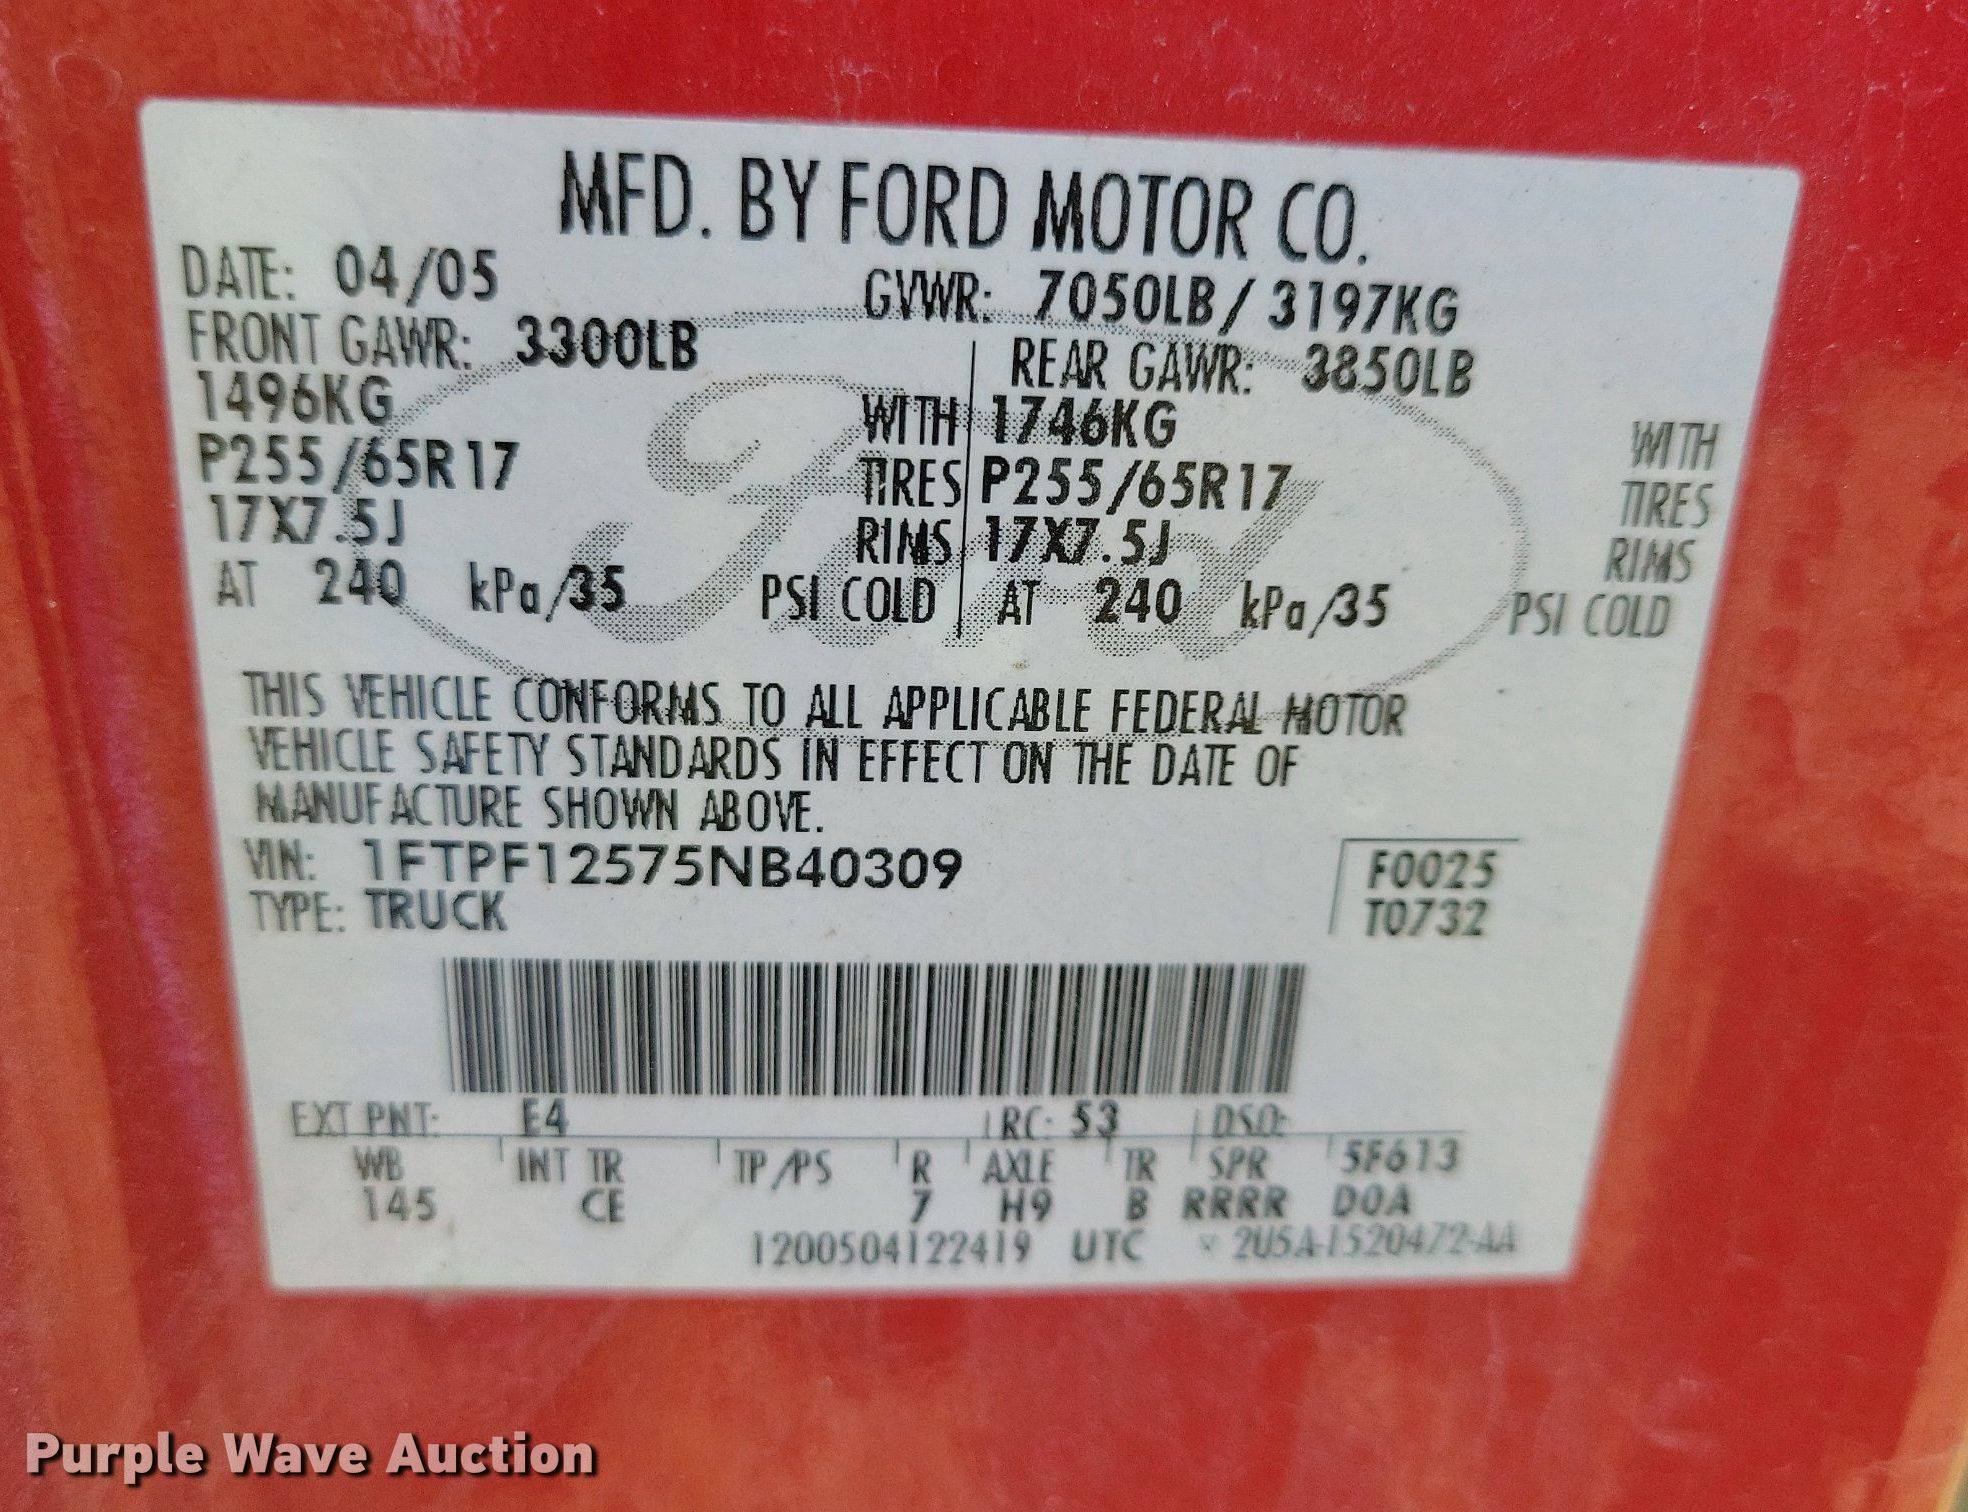 MFD. BY FORD MOTOR CO.
DATE: 04/05 GVWR: 7050LB/ 3197KG
FRONT GAWR: 3300LB REAR GAWR: 3850LB
1496KG WITH 1746KG WITH
P255/65R17 TIRES P255/65R17 TIRES
17X7.5J RIMS 17X7.5J RIMS
AT 240 kPa/35 PSI COLD AT 240 kPa/35 PSI COLD
Ford
THIS VEHICLE CONFORMS TO ALL APPLICABLE FEDERAL MOTOR
VEHICLE SAFETY STANDARDS IN EFFECT ON THE DATE OF
MANUFACTURE SHOWN ABOVE.
VIN: 1FTPF12575NB40309 F0025
TYPE: TRUCK T0732
EXT PNT: E4 RC: 53 DSO:
WB INT TR TP/PS R AXLE TR SPR 5F613
145 CE 7 H9 B RRRR D0A
1200504122419 UTC 2U5A-1520472-AA
Purple Wave Auction